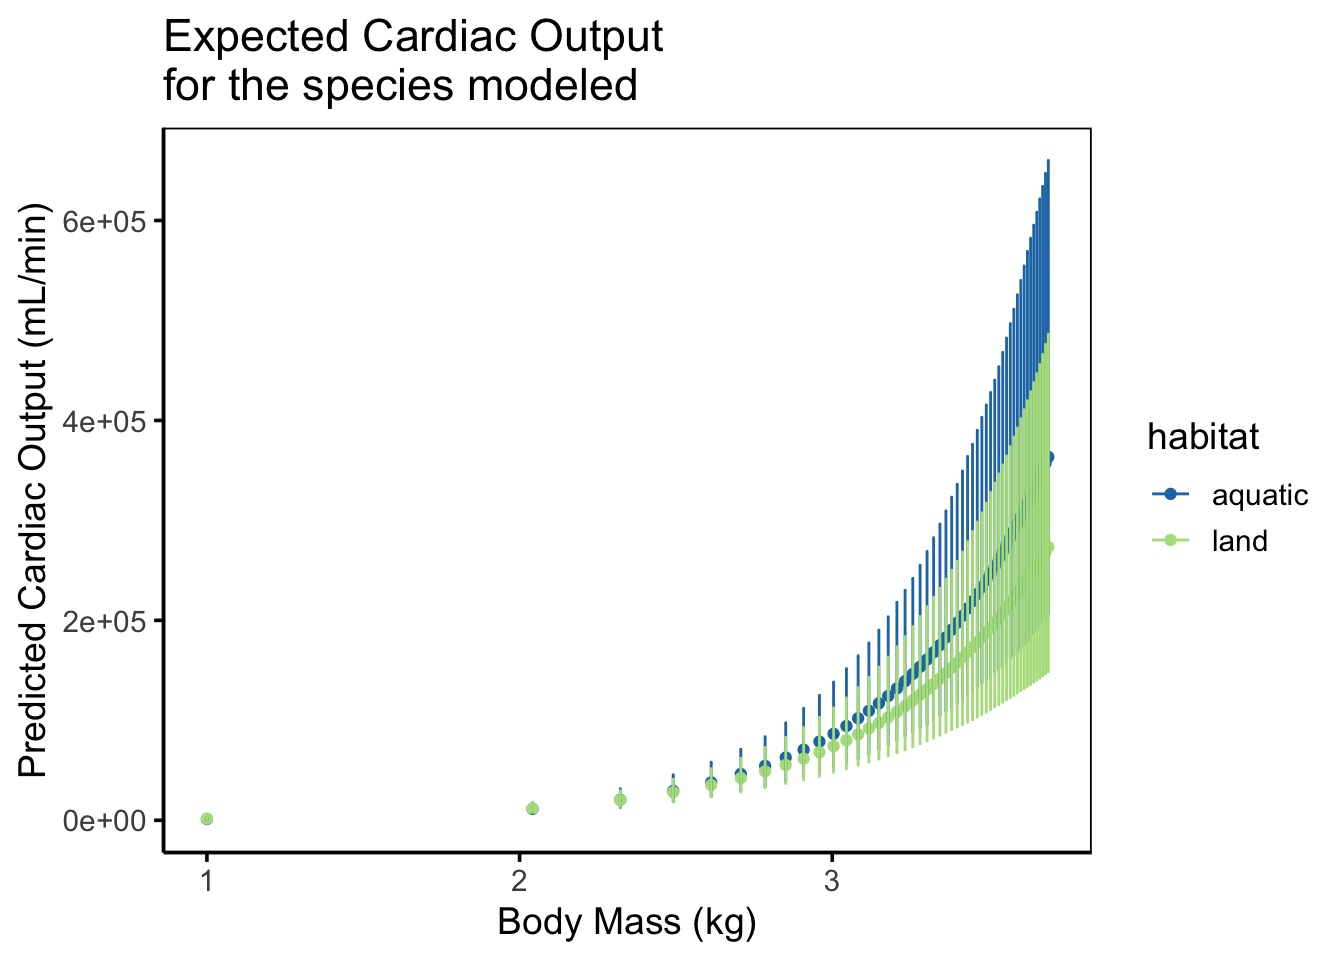 Expected Cardiac Output
for the species modeled
Predicted Cardiac Output (mL/min)
6e+05
4e+05
2e+05
0e+00
1
2
3
Body Mass (kg)
habitat
aquatic
land